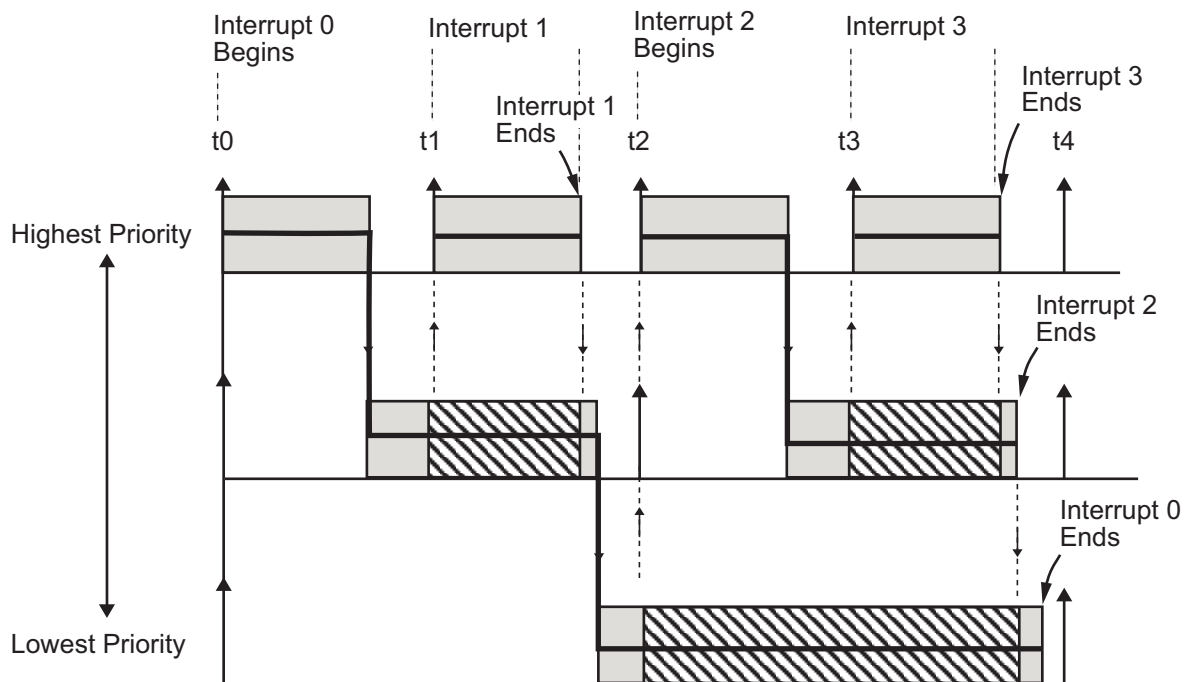 Interrupt 0
Begins
Interrupt 1
Interrupt 2
Begins
Interrupt 3
Interrupt 1
Ends
Interrupt 3
Ends
t0
t1
t2
t3
t4
Highest Priority
Interrupt 2
Ends
Interrupt 0
Ends
Lowest Priority